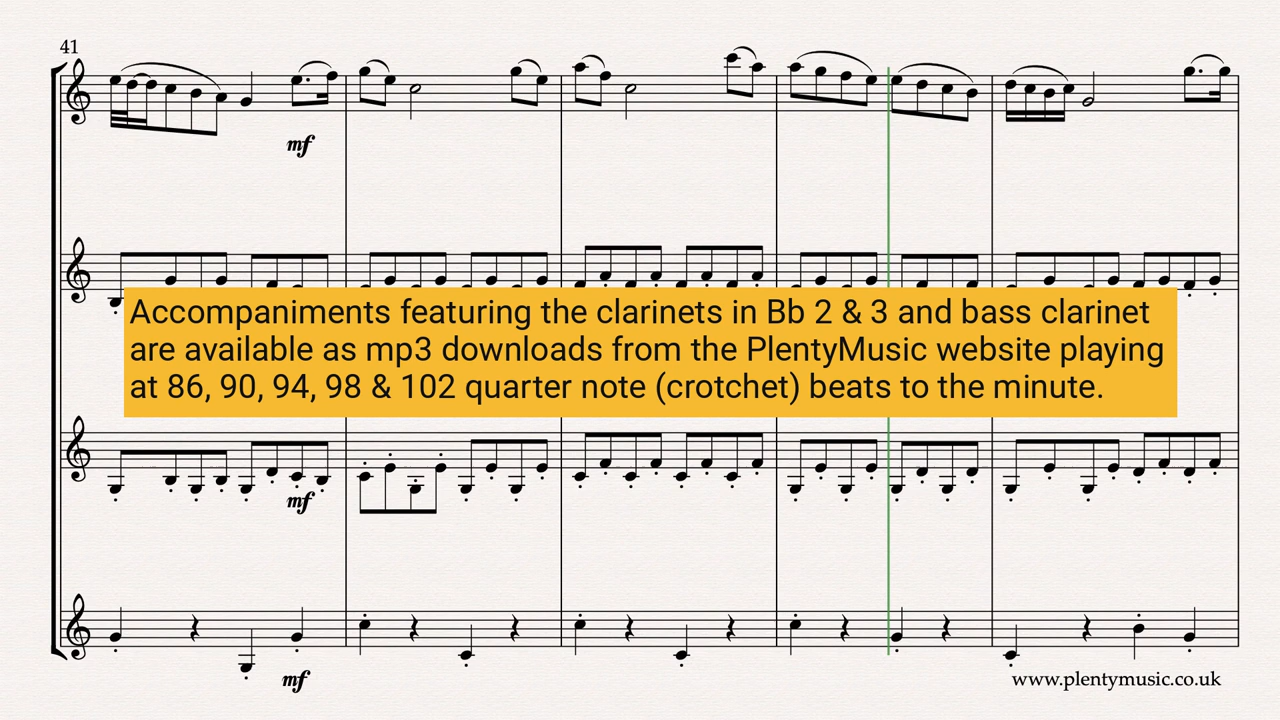 41
mf
Accompaniments featuring the clarinets in Bb 2 & 3 and bass clarinet
are available as mp3 downloads from the PlentyMusic website playing
at 86, 90, 94, 98 & 102 quarter note (crotchet) beats to the minute.
mf
mf
www.plentymusic.co.uk